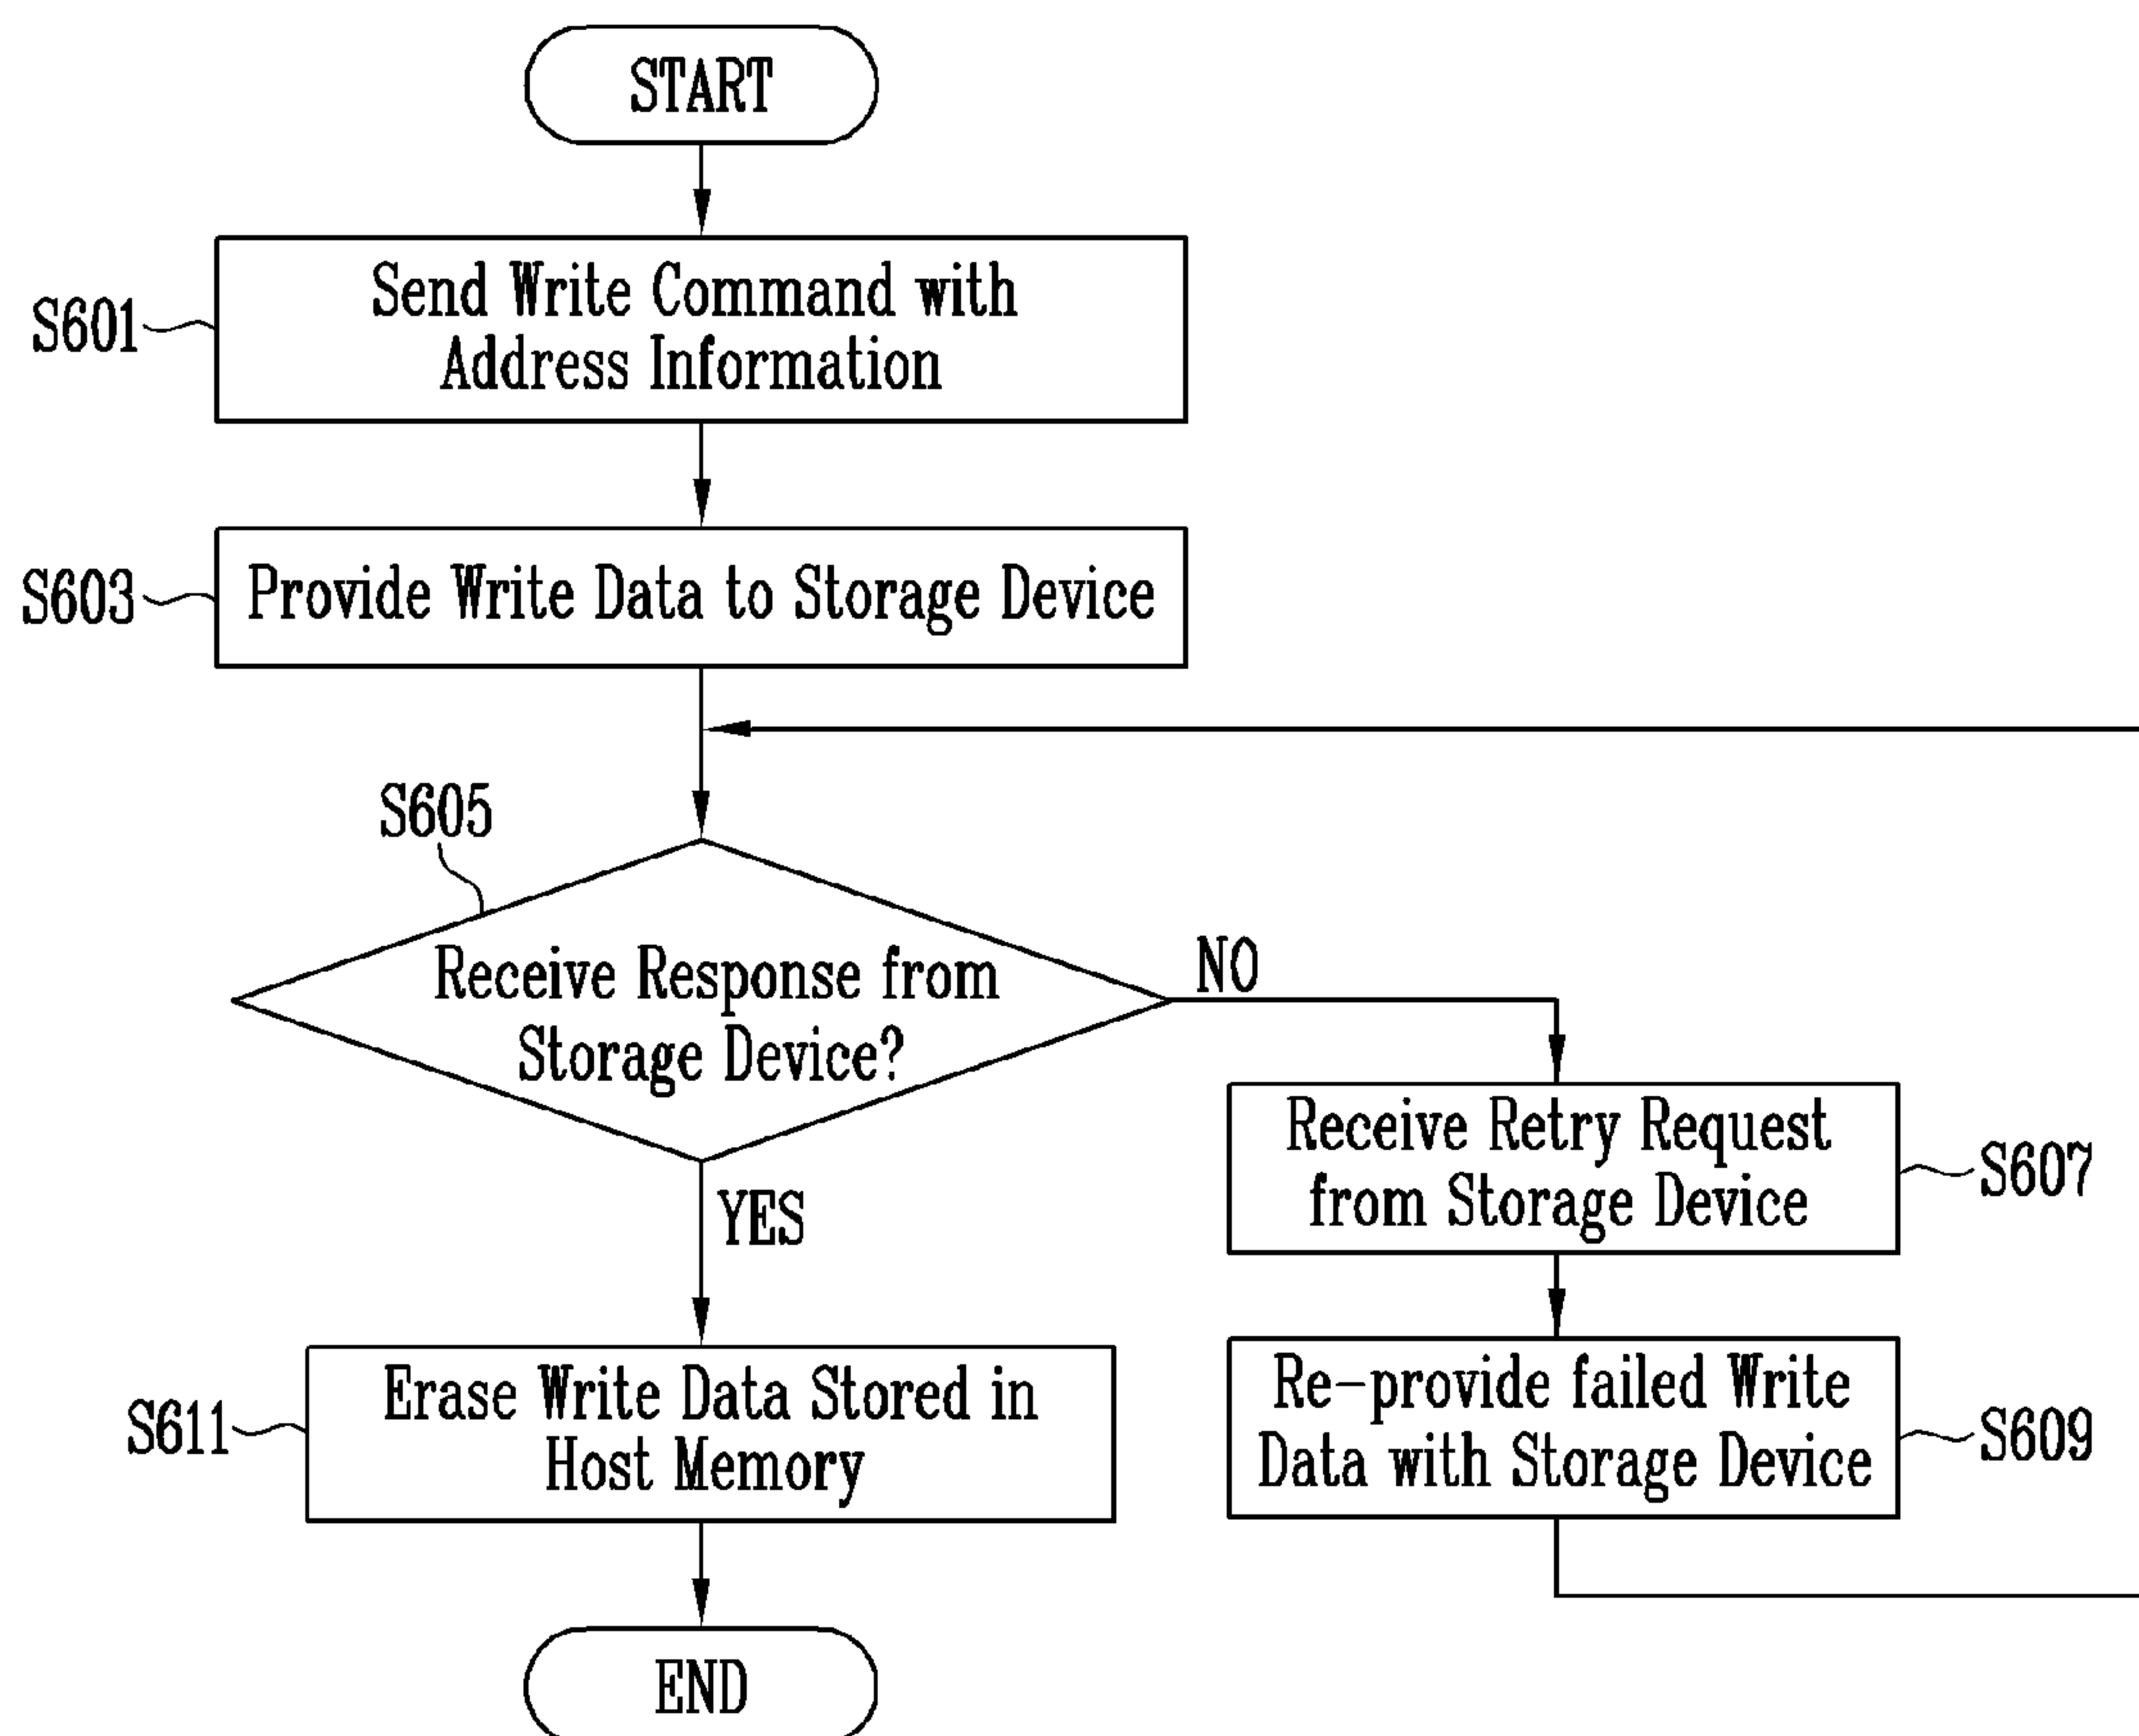 START
S601
Send Write Command with
Address Information
S603
Provide Write Data to Storage Device
S605
Receive Response from
Storage Device?
NO
YES
Receive Retry Request
from Storage Device
S607
Re-provide failed Write
Data with Storage Device
S609
S611
Erase Write Data Stored in
Host Memory
END